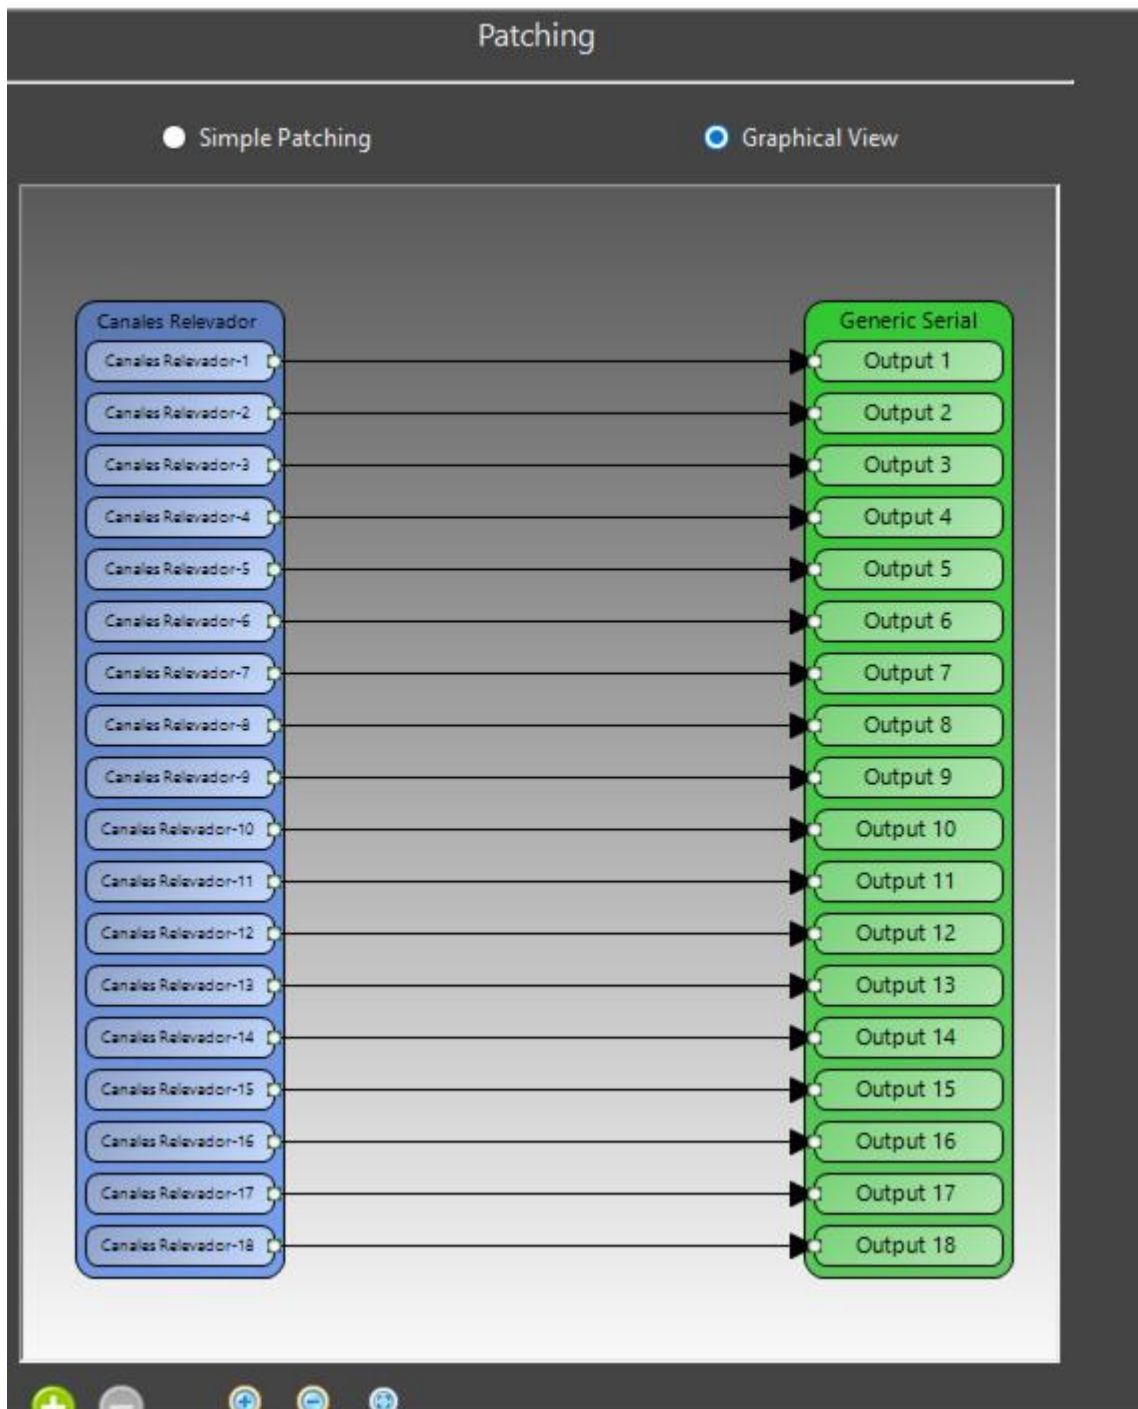 Patching
Simple Patching
Graphical View
Canales Relevador
Canales Relevador-1
Canales Relevador-2
Canales Relevador-3
Canales Relevador-4
Canales Relevador-5
Canales Relevador-6
Canales Relevador-7
Canales Relevador-8
Canales Relevador-9
Canales Relevador-10
Canales Relevador-11
Canales Relevador-12
Canales Relevador-13
Canales Relevador-14
Canales Relevador-15
Canales Relevador-16
Canales Relevador-17
Canales Relevador-18
Generic Serial
Output 1
Output 2
Output 3
Output 4
Output 5
Output 6
Output 7
Output 8
Output 9
Output 10
Output 11
Output 12
Output 13
Output 14
Output 15
Output 16
Output 17
Output 18